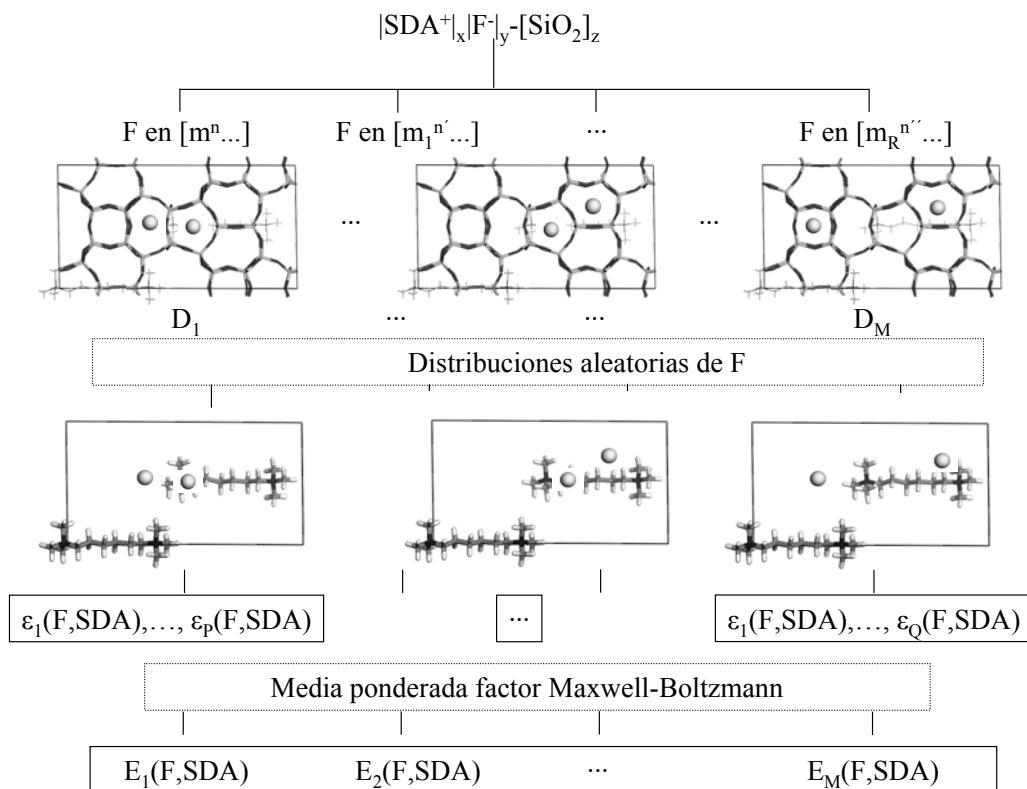 |SDA⁺|ₓ|F⁻|ᵧ-[SiO₂]_z
F en [mⁿ...] F en [m₁ⁿ´...] ... F en [m_Rⁿ´´...]
... ...
D₁ ... ... D_M
Distribuciones aleatorias de F
ε₁(F,SDA),…, ε_P(F,SDA) ... ε₁(F,SDA),…, ε_Q(F,SDA)
Media ponderada factor Maxwell-Boltzmann
E₁(F,SDA) E₂(F,SDA) ... E_M(F,SDA)